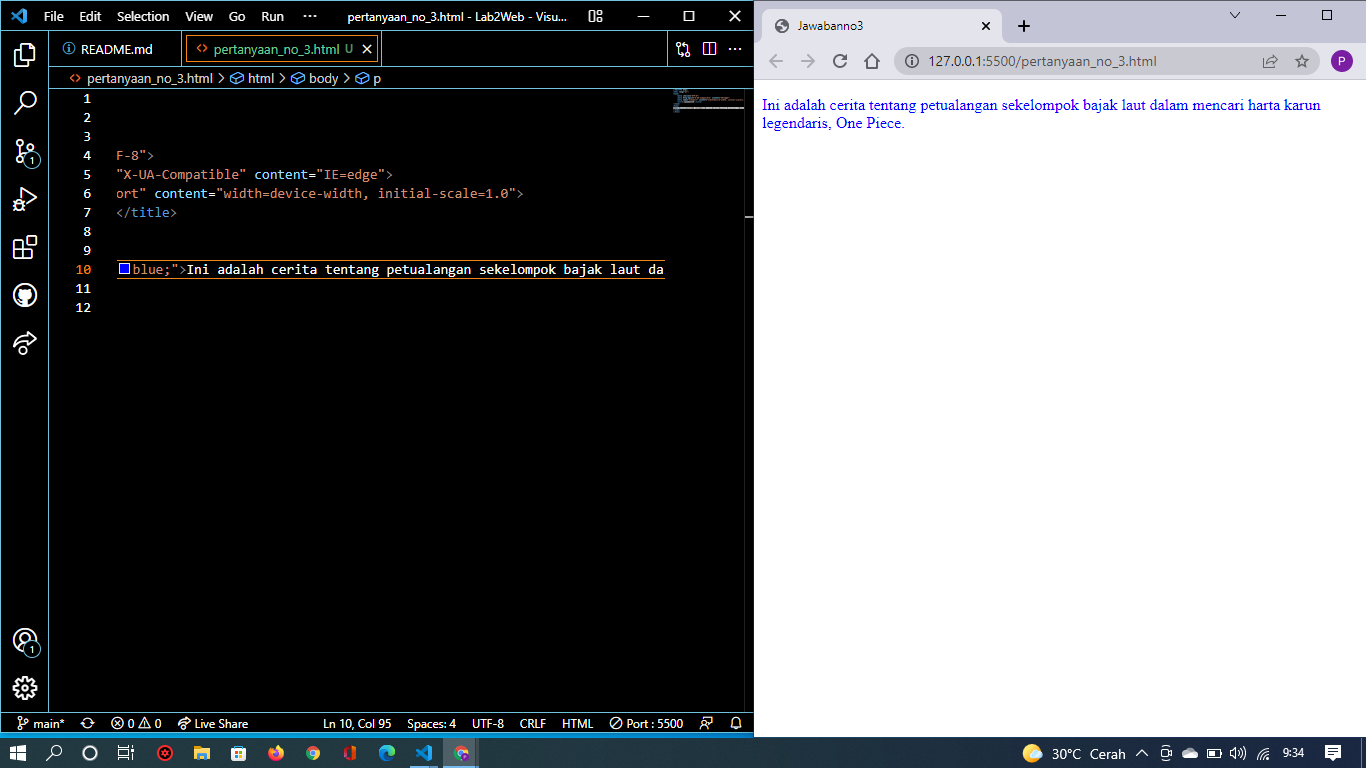 File Edit Selection View Go Run ··· pertanyaan_no_3.html - Lab2Web - Visu...
README.md pertanyaan_no_3.html U
pertanyaan_no_3.html > html > body > p
1
2
3
4 F-8">
5 "X-UA-Compatible" content="IE=edge">
6 ort" content="width=device-width, initial-scale=1.0">
7 </title>
8
9
10 blue;">Ini adalah cerita tentang petualangan sekelompok bajak laut da
11
12
1
1
main* 0 0 Live Share Ln 10, Col 95 Spaces: 4 UTF-8 CRLF HTML Port : 5500
Jawabanno3
127.0.0.1:5500/pertanyaan_no_3.html P
Ini adalah cerita tentang petualangan sekelompok bajak laut dalam mencari harta karun
legendaris, One Piece.
30°C Cerah 9:34